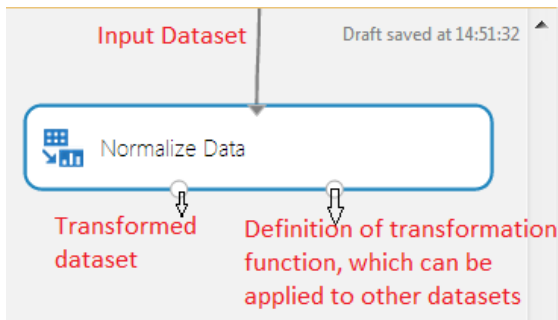 Input Dataset
Draft saved at 14:51:32
Normalize Data
Transformed
dataset
Definition of transformation
function, which can be
applied to other datasets